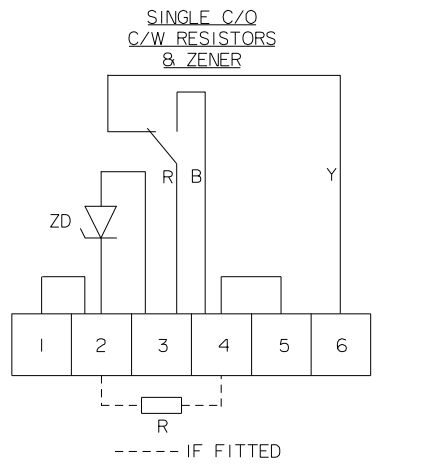 SINGLE C/O
C/W RESISTORS
& ZENER
R B Y
ZD
1 2 3 4 5 6
R
IF FITTED